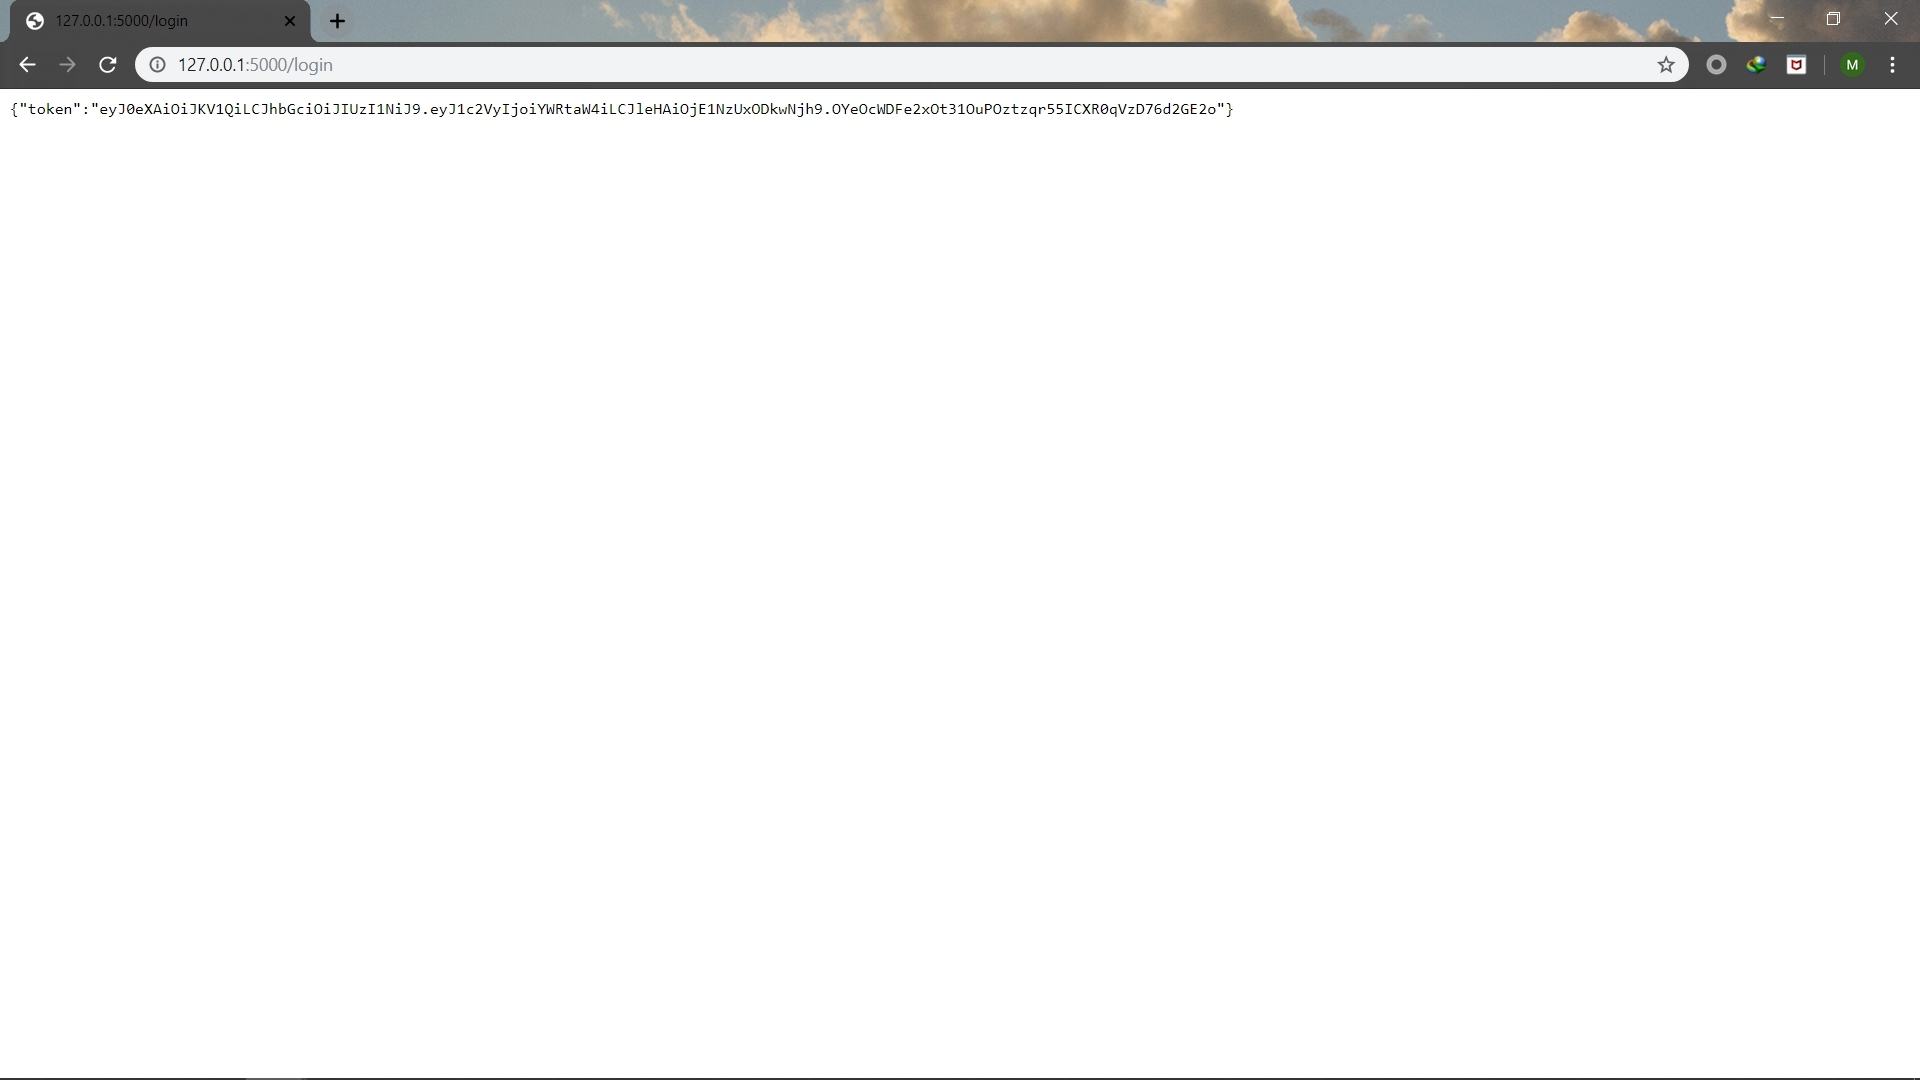 127.0.0.1:5000/login
127.0.0.1:5000/login
M
{"token":"eyJ0eXAiOiJKV1QiLCJhbGciOiJIUzI1NiJ9.eyJ1c2VyIjoiYWRtaW4iLCJleHAiOjE1NzUxODkwNjh9.OYeOcWDFe2xOt31OuPOztzqr55ICXR0qVzD76d2GE2o"}